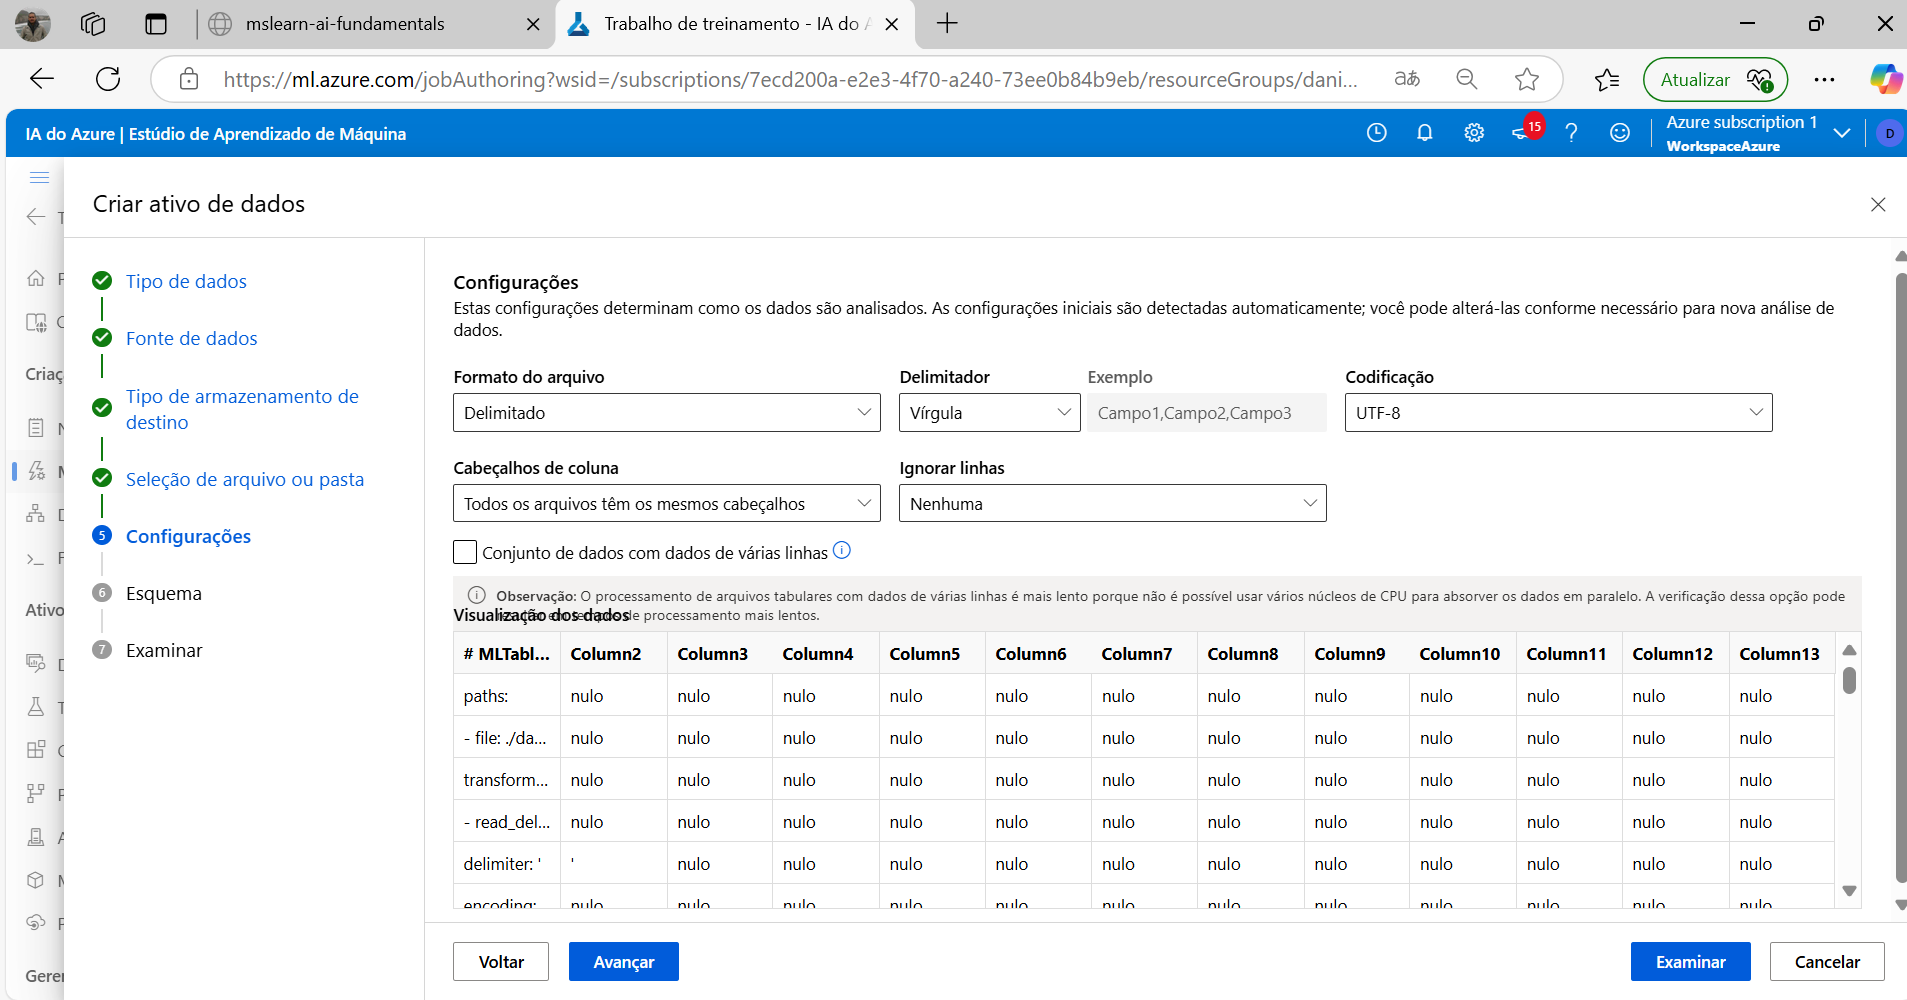 mslearn-ai-fundamentals
Trabalho de treinamento - IA do A
https://ml.azure.com/jobAuthoring?wsid=/subscriptions/7ecd200a-e2e3-4f70-a240-73ee0b84b9eb/resourceGroups/dani...
aあ
Atualizar
IA do Azure | Estúdio de Aprendizado de Máquina
15
?
Azure subscription 1
WorkspaceAzure
D
Criar ativo de dados
Criaç
Ativo
Geren
Tipo de dados
Fonte de dados
Tipo de armazenamento de
destino
Seleção de arquivo ou pasta
5 Configurações
6 Esquema
7 Examinar
Configurações
Estas configurações determinam como os dados são analisados. As configurações iniciais são detectadas automaticamente; você pode alterá-las conforme necessário para nova análise de
dados.
Formato do arquivo Delimitador Exemplo Codificação
Delimitado Vírgula Campo1,Campo2,Campo3 UTF-8
Cabeçalhos de coluna Ignorar linhas
Todos os arquivos têm os mesmos cabeçalhos Nenhuma
Conjunto de dados com dados de várias linhas
Observação: O processamento de arquivos tabulares com dados de várias linhas é mais lento porque não é possível usar vários núcleos de CPU para absorver os dados em paralelo. A verificação dessa opção pode
de processamento mais lentos.
Visualização dos dados
# MLTabl... Column2 Column3 Column4 Column5 Column6 Column7 Column8 Column9 Column10 Column11 Column12 Column13
paths: nulo nulo nulo nulo nulo nulo nulo nulo nulo nulo nulo nulo
- file: ./da... nulo nulo nulo nulo nulo nulo nulo nulo nulo nulo nulo nulo
transform... nulo nulo nulo nulo nulo nulo nulo nulo nulo nulo nulo nulo
- read_del... nulo nulo nulo nulo nulo nulo nulo nulo nulo nulo nulo nulo
delimiter: ' ' nulo nulo nulo nulo nulo nulo nulo nulo nulo nulo nulo
encoding: nulo nulo nulo nulo nulo nulo nulo nulo nulo nulo nulo nulo
Voltar Avançar Examinar Cancelar